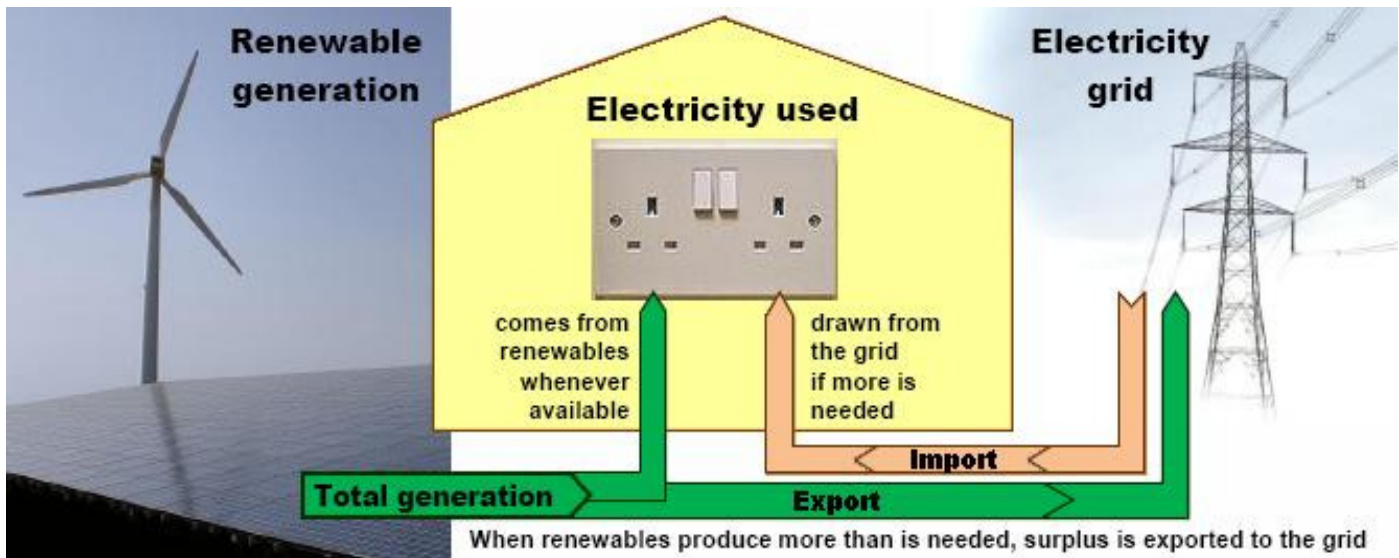 Renewable
generation
Electricity used
Electricity
grid
comes from
renewables
whenever
available
drawn from
the grid
if more is
needed
Import
Total generation
Export
When renewables produce more than is needed, surplus is exported to the grid